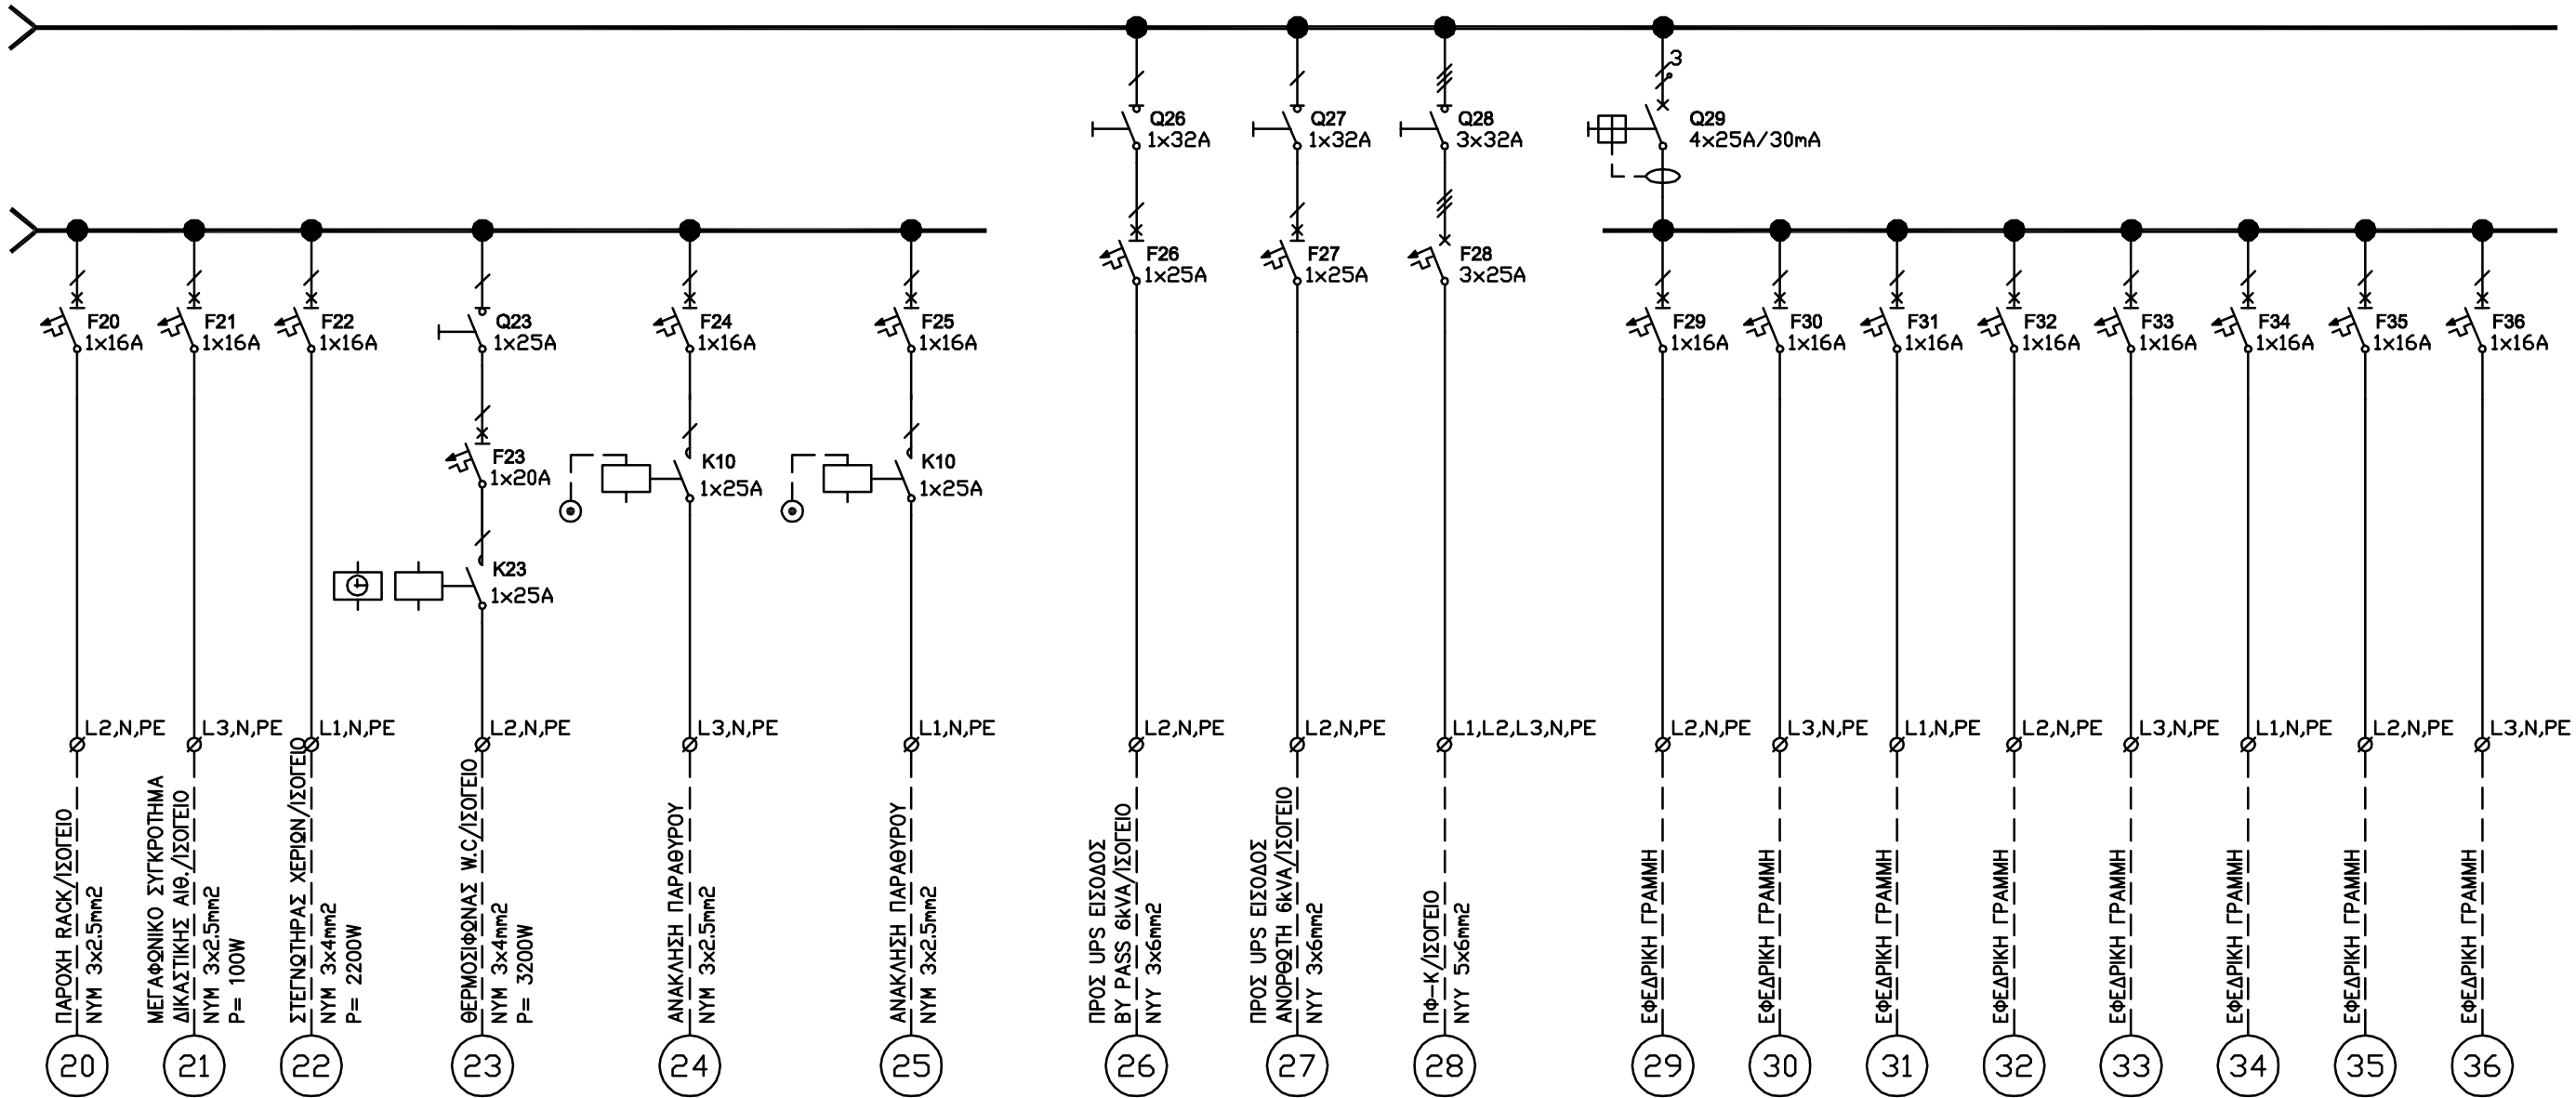 3
Q26
1x32A
Q27
1x32A
Q28
3x32A
Q29
4x25A/30mA
F26
1x25A
F27
1x25A
F28
3x25A
F20
1x16A
F21
1x16A
F22
1x16A
Q23
1x25A
F24
1x16A
F25
1x16A
F29
1x16A
F30
1x16A
F31
1x16A
F32
1x16A
F33
1x16A
F34
1x16A
F35
1x16A
F36
1x16A
F23
1x20A
K10
1x25A
K10
1x25A
K23
1x25A
L2,N,PE
L3,N,PE
L1,N,PE
L2,N,PE
L3,N,PE
L1,N,PE
L2,N,PE
L2,N,PE
L1,L2,L3,N,PE
L2,N,PE
L3,N,PE
L1,N,PE
L2,N,PE
L3,N,PE
L1,N,PE
L2,N,PE
L3,N,PE
ΠΑΡΟΧΗ RACK/ΙΣΟΓΕΙΟ
NYM 3x2.5mm2
ΜΕΓΑΦΩΝΙΚΟ ΣΥΓΚΡΟΤΗΜΑ
ΔΙΚΑΣΤΙΚΗΣ ΑΙΘ./ΙΣΟΓΕΙΟ
NYM 3x2.5mm2
P= 100W
ΣΤΕΓΝΩΤΗΡΑΣ ΧΕΡΙΩΝ/ΙΣΟΓΕΙΟ
NYM 3x4mm2
P= 2200W
ΘΕΡΜΟΣΙΦΩΝΑΣ W.C/ΙΣΟΓΕΙΟ
NYM 3x4mm2
P= 3200W
ΑΝΑΚΛΗΣΗ ΠΑΡΑΘΥΡΟΥ
NYM 3x2.5mm2
ΑΝΑΚΛΗΣΗ ΠΑΡΑΘΥΡΟΥ
NYM 3x2.5mm2
ΠΡΟΣ UPS ΕΙΣΟΔΟΣ
BY PASS 6kVA/ΙΣΟΓΕΙΟ
NYY 3x6mm2
ΠΡΟΣ UPS ΕΙΣΟΔΟΣ
ΑΝΟΡΘΩΤΗ 6kVA/ΙΣΟΓΕΙΟ
NYY 3x6mm2
ΠΦ-Κ/ΙΣΟΓΕΙΟ
NYY 5x6mm2
ΕΦΕΔΡΙΚΗ ΓΡΑΜΜΗ
ΕΦΕΔΡΙΚΗ ΓΡΑΜΜΗ
ΕΦΕΔΡΙΚΗ ΓΡΑΜΜΗ
ΕΦΕΔΡΙΚΗ ΓΡΑΜΜΗ
ΕΦΕΔΡΙΚΗ ΓΡΑΜΜΗ
ΕΦΕΔΡΙΚΗ ΓΡΑΜΜΗ
ΕΦΕΔΡΙΚΗ ΓΡΑΜΜΗ
ΕΦΕΔΡΙΚΗ ΓΡΑΜΜΗ
20
21
22
23
24
25
26
27
28
29
30
31
32
33
34
35
36